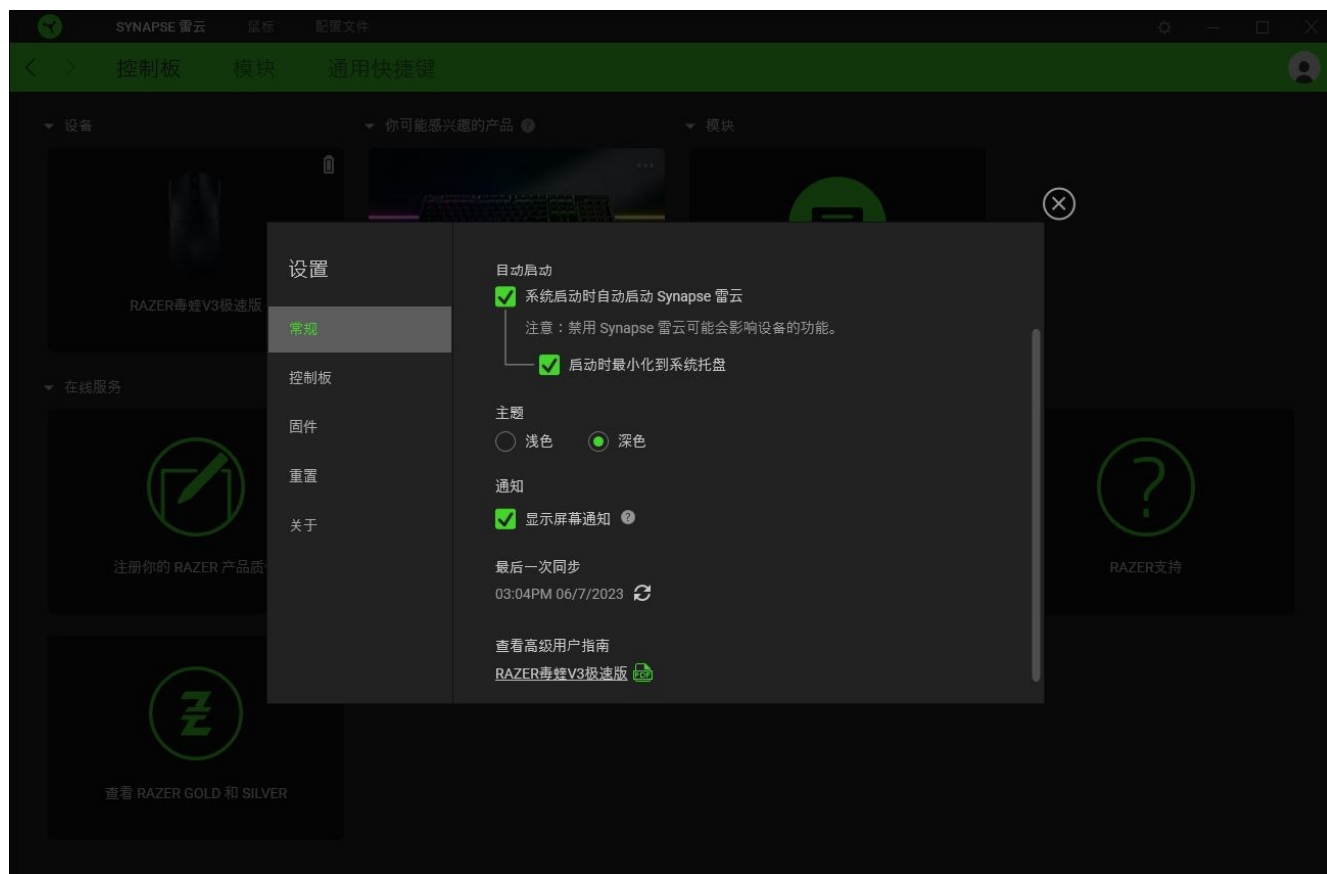 SYNAPSE 雷云
鼠标
配置文件
控制板
模块
通用快捷键
设备
你可能感兴趣的产品
模块
RAZER毒蝰V3极速版
在线服务
注册你的 RAZER 产品质
RAZER支持
查看 RAZER GOLD 和 SILVER
设置
常规
控制板
固件
重置
关于
自动启动
系统启动时自动启动 Synapse 雷云
注意：禁用 Synapse 雷云可能会影响设备的功能。
启动时最小化到系统托盘
主题
浅色
深色
通知
显示屏幕通知
最后一次同步
03:04PM 06/7/2023
查看高级用户指南
RAZER毒蝰V3极速版
PDF